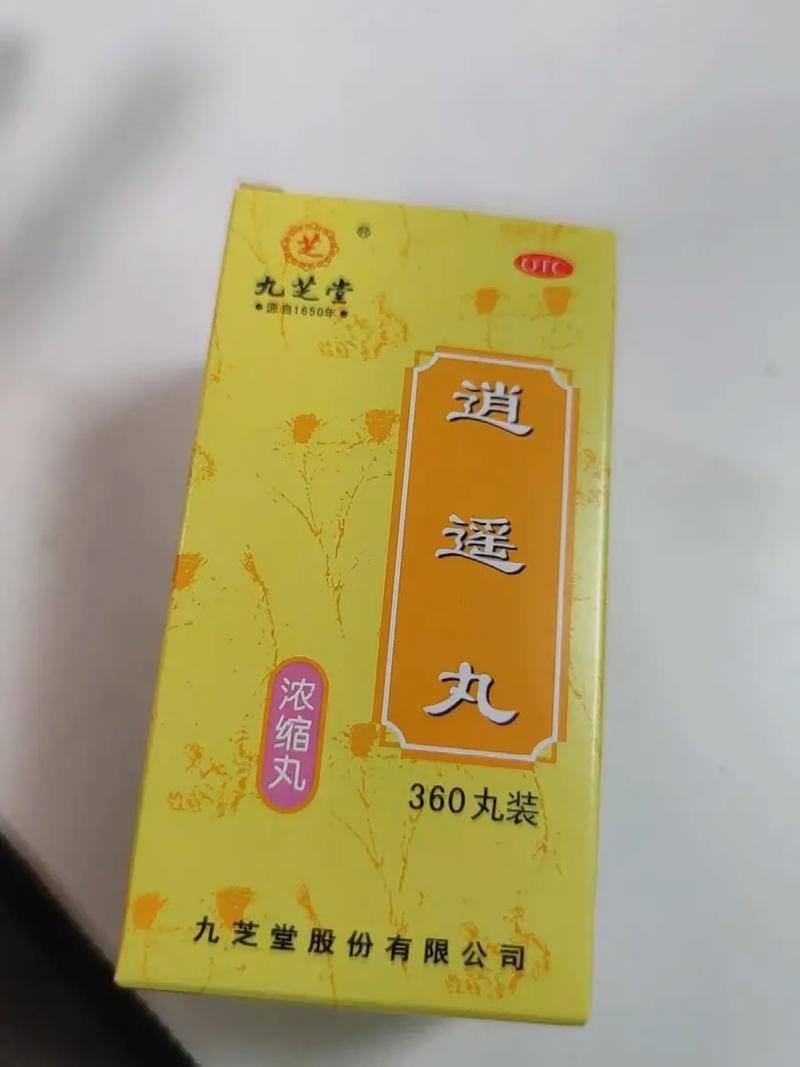 芝
®
九芝堂
•源自1650年•
OTC
逍遥丸
浓缩丸
360丸装
九芝堂股份有限公司